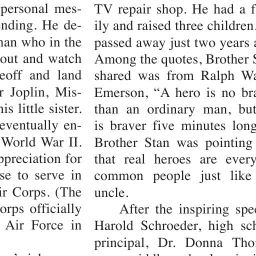 personal mes-
ending. He de-
man who in the
out and watch
eoff and land
r Joplin, Mis-
his little sister.
eventually en-
World War II.
ppreciation for
se to serve in
ir Corps. (The
orps officially
Air Force in
TV repair shop. He had a f
ily and raised three children.
passed away just two years a
Among the quotes, Brother S
shared was from Ralph Wa
Emerson, “A hero is no bra
than an ordinary man, but
is braver five minutes long
Brother Stan was pointing
that real heroes are every
common people just like
uncle.
After the inspiring spee
Harold Schroeder, high sch
principal, Dr. Donna Tho